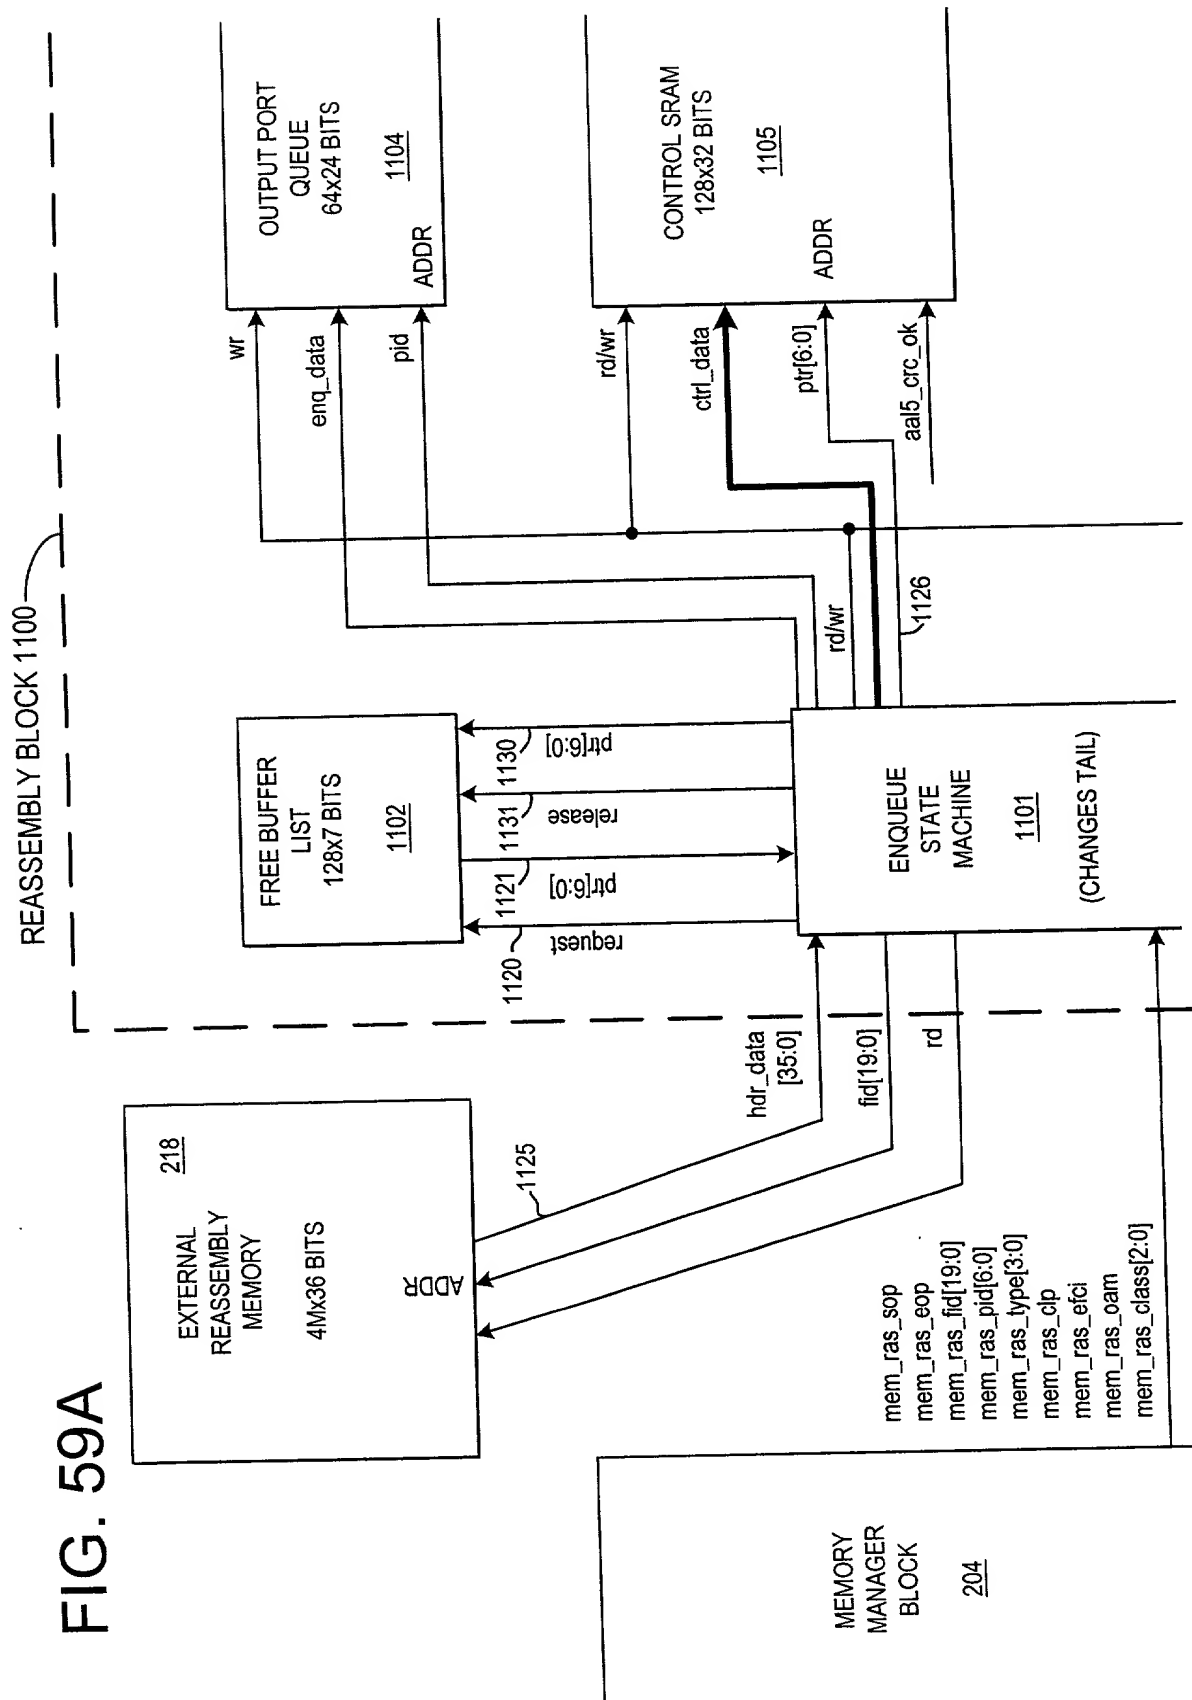 FIG. 59A
REASSEMBLY BLOCK 1100
EXTERNAL
REASSEMBLY
MEMORY
218
4Mx36 BITS
ADDR
1125
FREE BUFFER
LIST
128x7 BITS
1102
1120
request
1121
ptr[6:0]
1131
release
1130
ptr[6:0]
OUTPUT PORT
QUEUE
64x24 BITS
1104
ADDR
wr
enq_data
pid
CONTROL SRAM
128x32 BITS
1105
ADDR
rd/wr
ctrl_data
ptr[6:0]
aal5_crc_ok
rd/wr
1126
hdr_data
[35:0]
fid[19:0]
rd
ENQUEUE
STATE
MACHINE
1101
(CHANGES TAIL)
mem_ras_sop
mem_ras_eop
mem_ras_fid[19:0]
mem_ras_pid[6:0]
mem_ras_type[3:0]
mem_ras_clp
mem_ras_efci
mem_ras_oam
mem_ras_class[2:0]
MEMORY
MANAGER
BLOCK
204